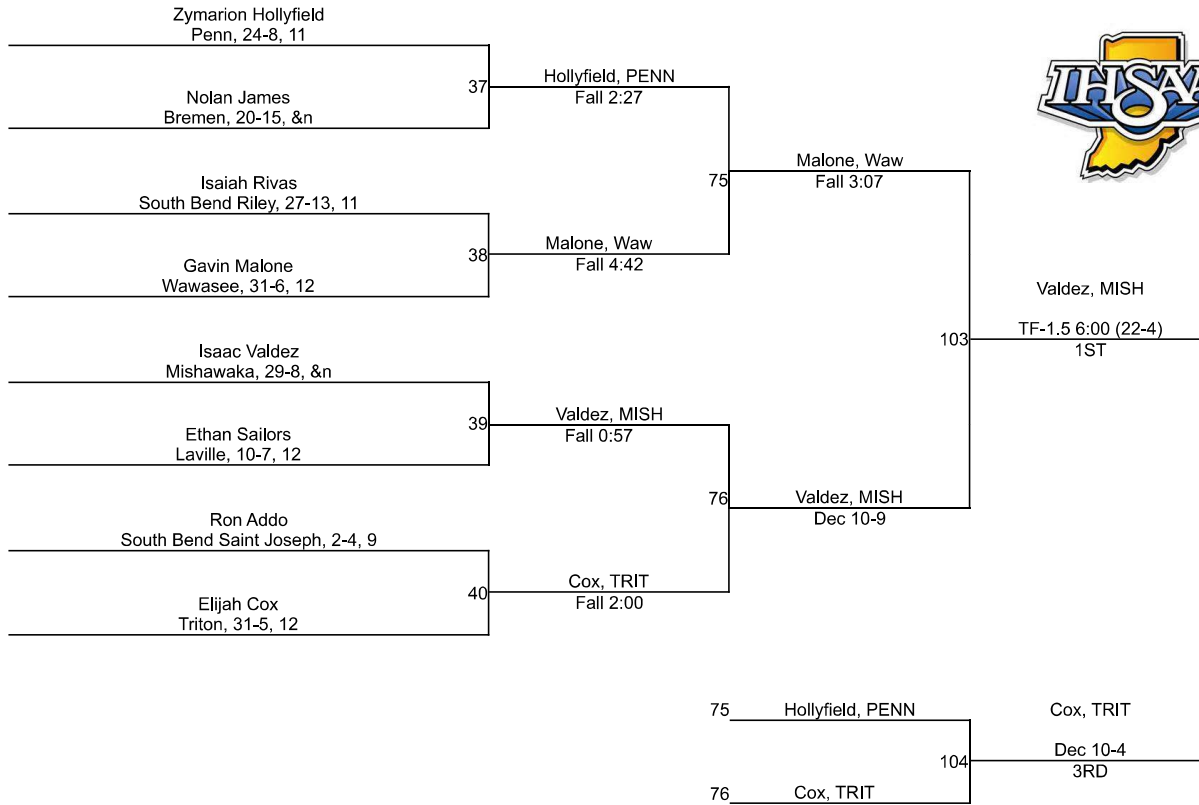 Zymarion Hollyfield
Penn, 24-8, 11
37
Hollyfield, PENN
Fall 2:27
Nolan James
Bremen, 20-15, &n
75
Malone, Waw
Fall 3:07
Isaiah Rivas
South Bend Riley, 27-13, 11
38
Malone, Waw
Fall 4:42
Gavin Malone
Wawasee, 31-6, 12
103
Valdez, MISH
TF-1.5 6:00 (22-4)
1ST
Isaac Valdez
Mishawaka, 29-8, &n
39
Valdez, MISH
Fall 0:57
Ethan Sailors
Laville, 10-7, 12
76
Valdez, MISH
Dec 10-9
Ron Addo
South Bend Saint Joseph, 2-4, 9
40
Cox, TRIT
Fall 2:00
Elijah Cox
Triton, 31-5, 12
75
Hollyfield, PENN
104
Cox, TRIT
Dec 10-4
3RD
76
Cox, TRIT
IHSAA